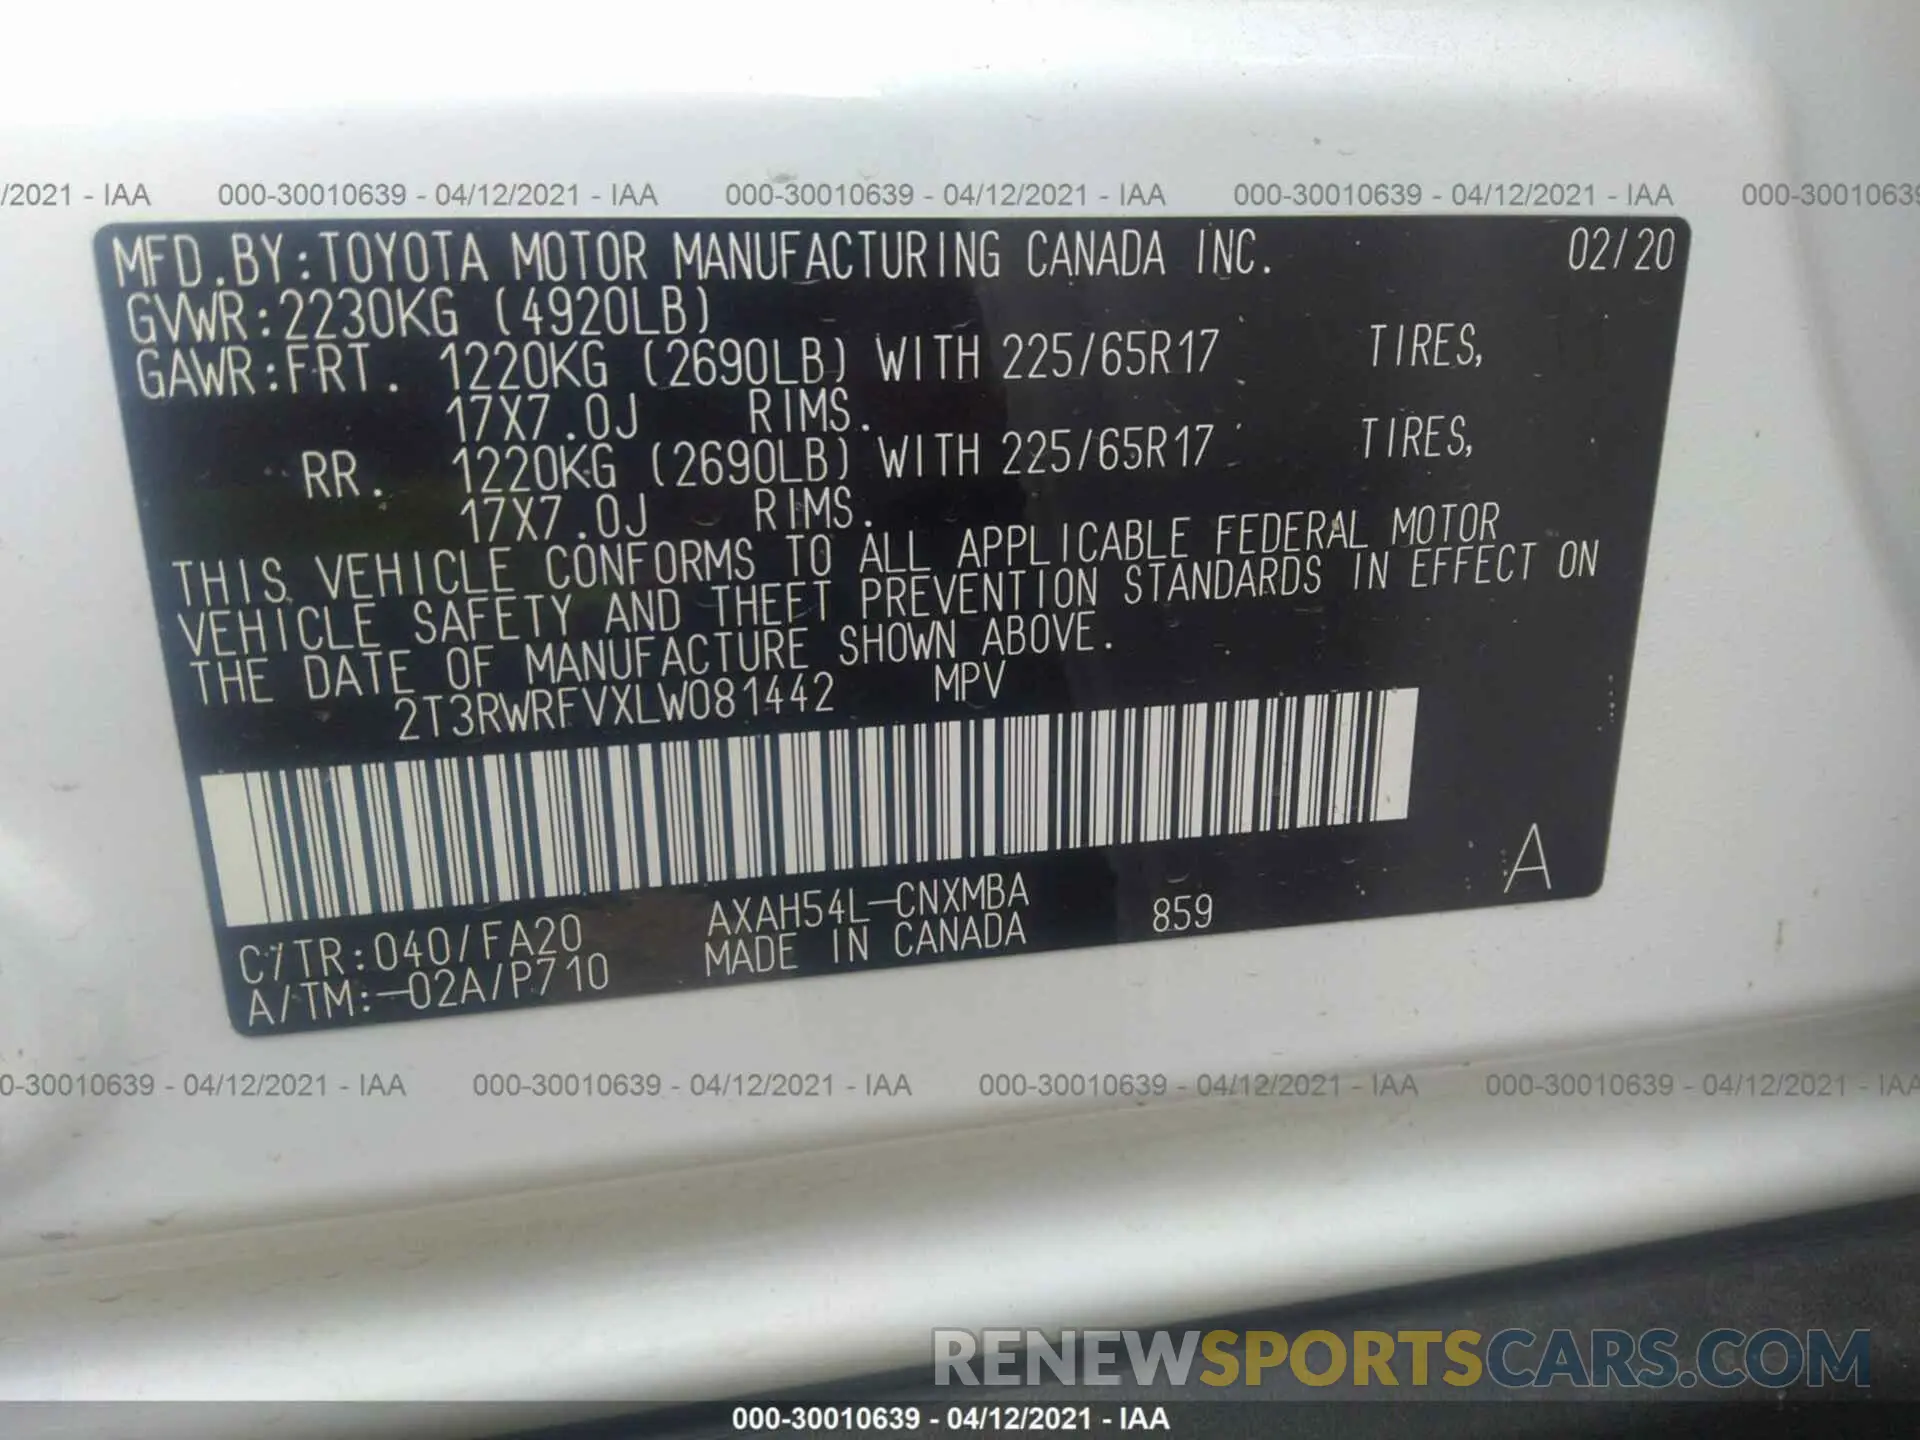 /2021 - IAA 000-30010639 - 04/12/2021 - IAA 000-30010639 - 04/12/2021 - IAA 000-30010639 - 04/12/2021 - IAA 000-30010639
MFD.BY:TOYOTA MOTOR MANUFACTURING CANADA INC. 02/20
GVWR:2230KG (4920LB)
GAWR:FRT. 1220KG (2690LB) WITH 225/65R17 TIRES,
17X7.0J RIMS.
RR. 1220KG (2690LB) WITH 225/65R17 TIRES,
17X7.0J RIMS.
THIS VEHICLE CONFORMS TO ALL APPLICABLE FEDERAL MOTOR
VEHICLE SAFETY AND THEFT PREVENTION STANDARDS IN EFFECT ON
THE DATE OF MANUFACTURE SHOWN ABOVE.
2T3RWRFVXLW081442 MPV
A
C/TR:040/FA20 AXAH54L-CNXMBA 859
A/TM:-02A/P710 MADE IN CANADA
0-30010639 - 04/12/2021 - IAA 000-30010639 - 04/12/2021 - IAA 000-30010639 - 04/12/2021 - IAA 000-30010639 - 04/12/2021 - IAA
RENEWSPORTSCARS.COM
000-30010639 - 04/12/2021 - IAA